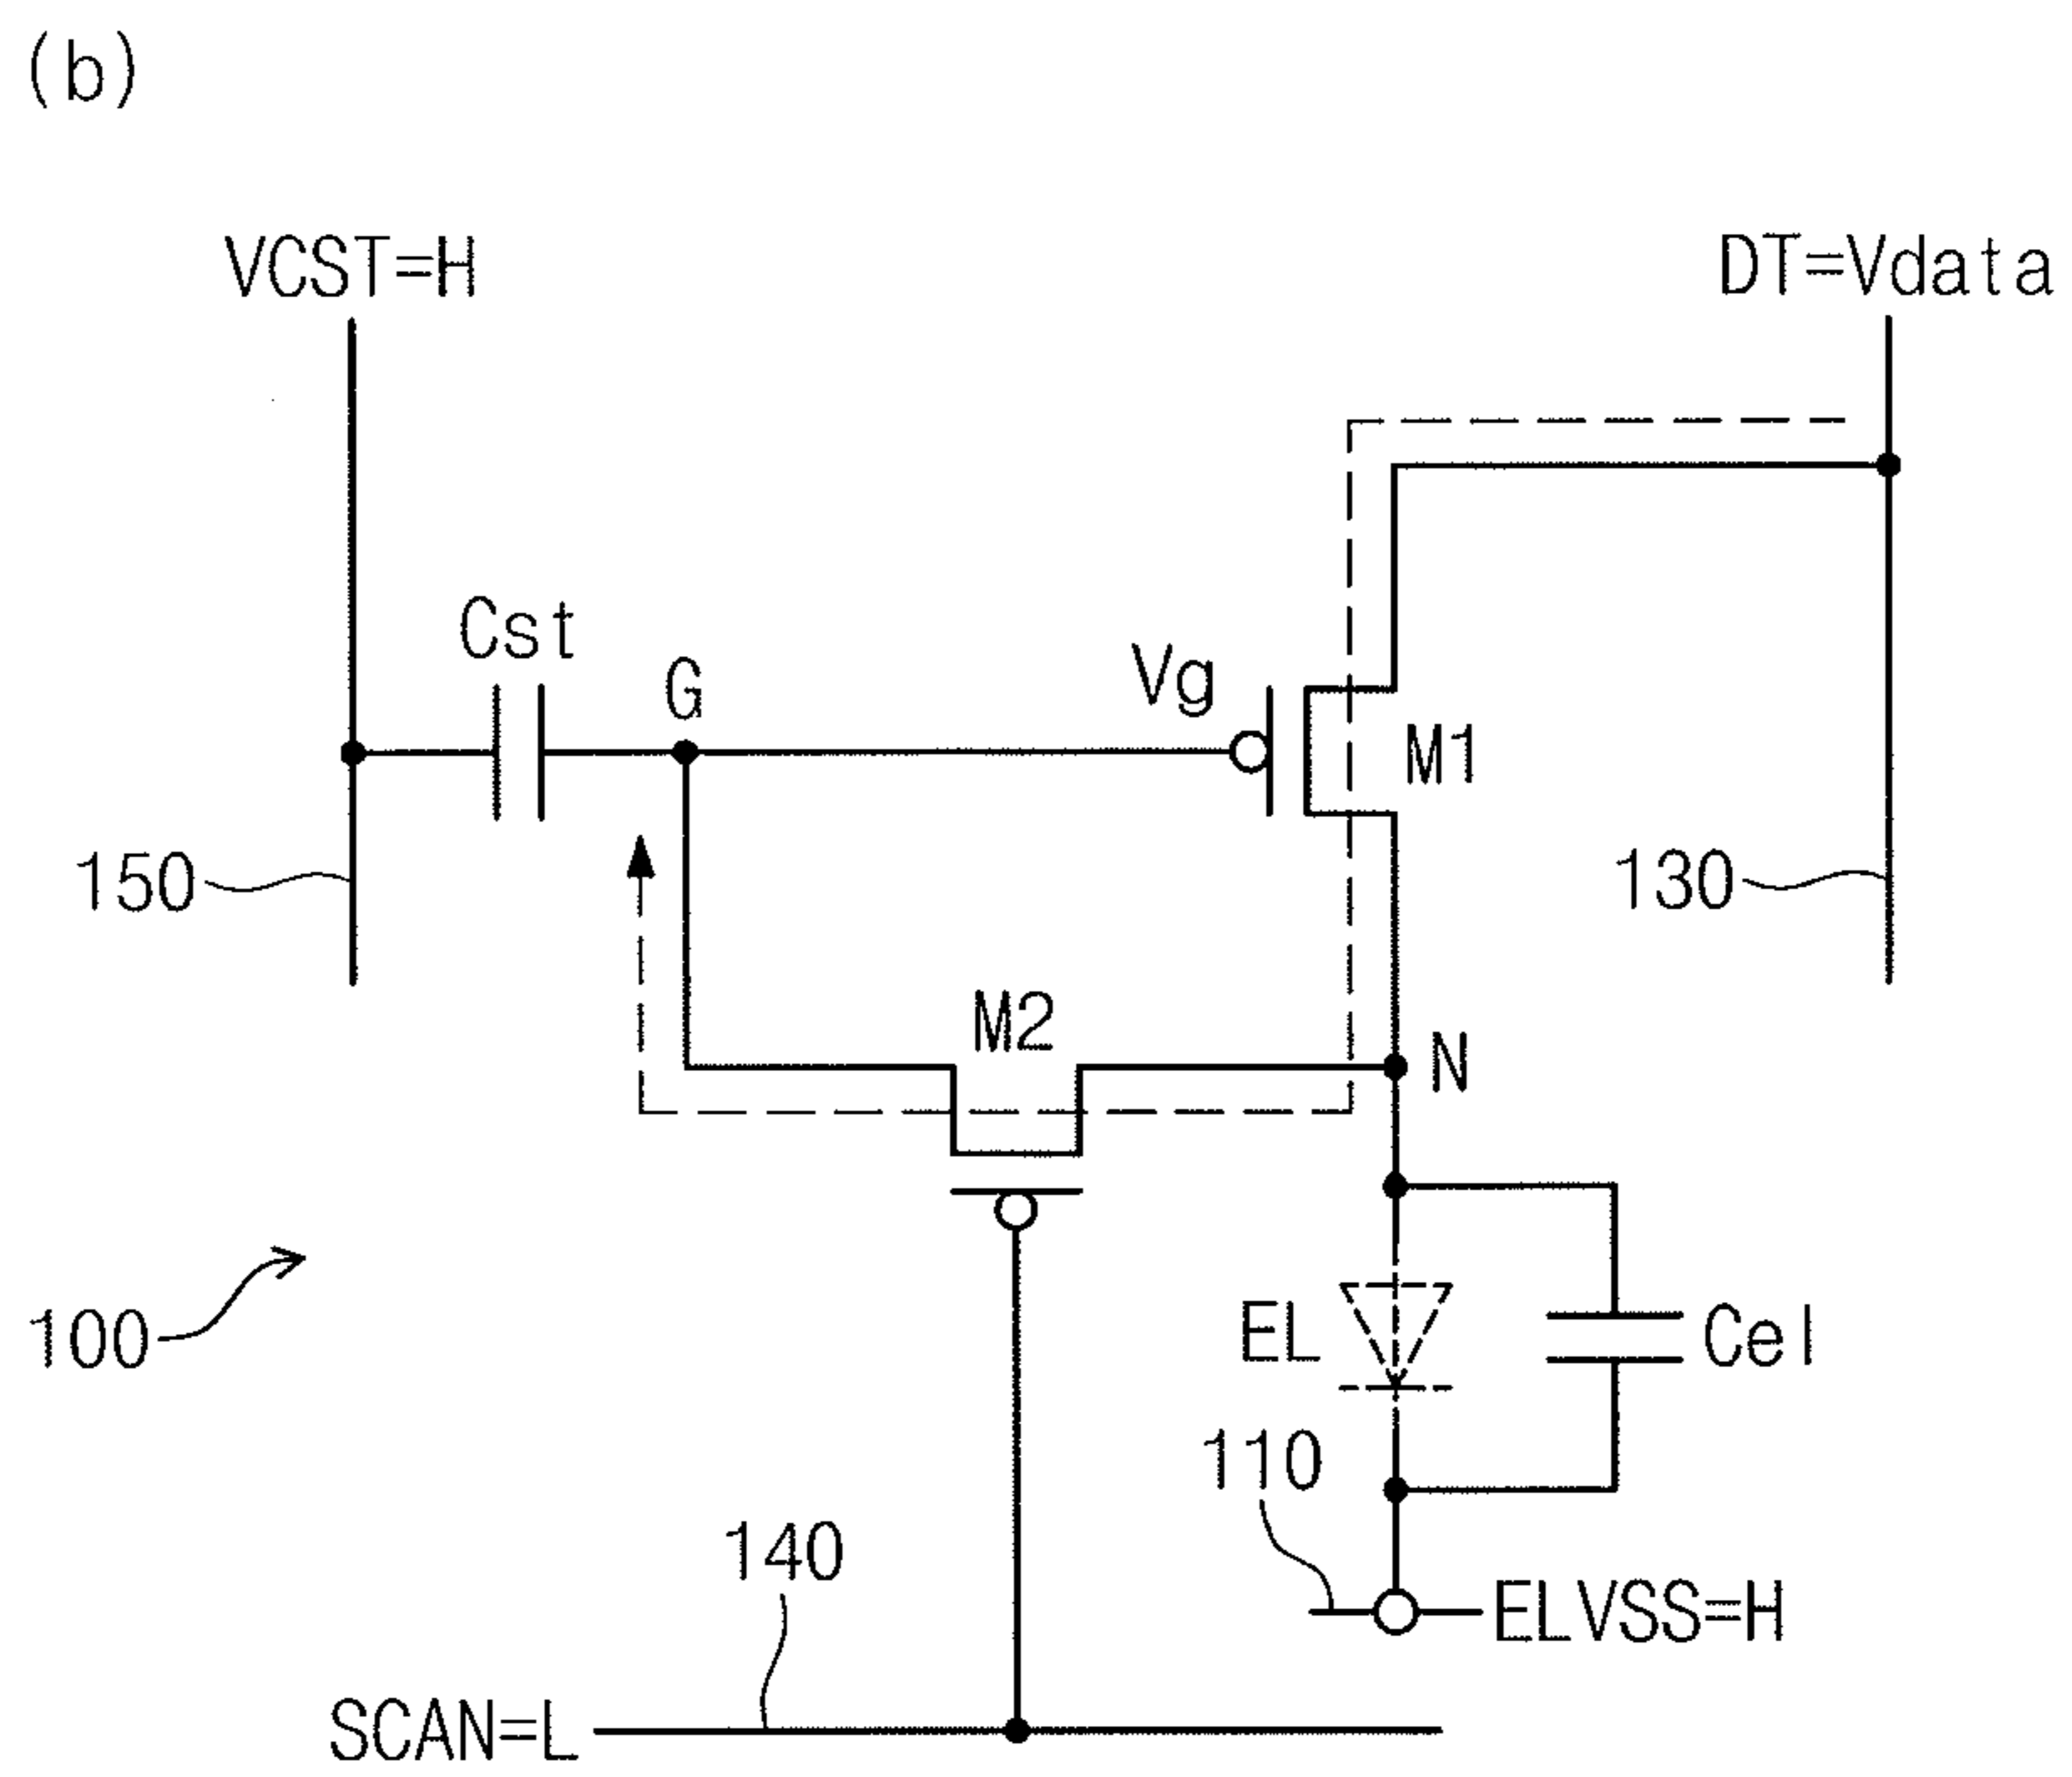 (b)
VCST=H
DT=Vdata
Cst
G
Vg
M1
150
130
M2
N
100
EL
Cel
110
140
ELVSS=H
SCAN=L